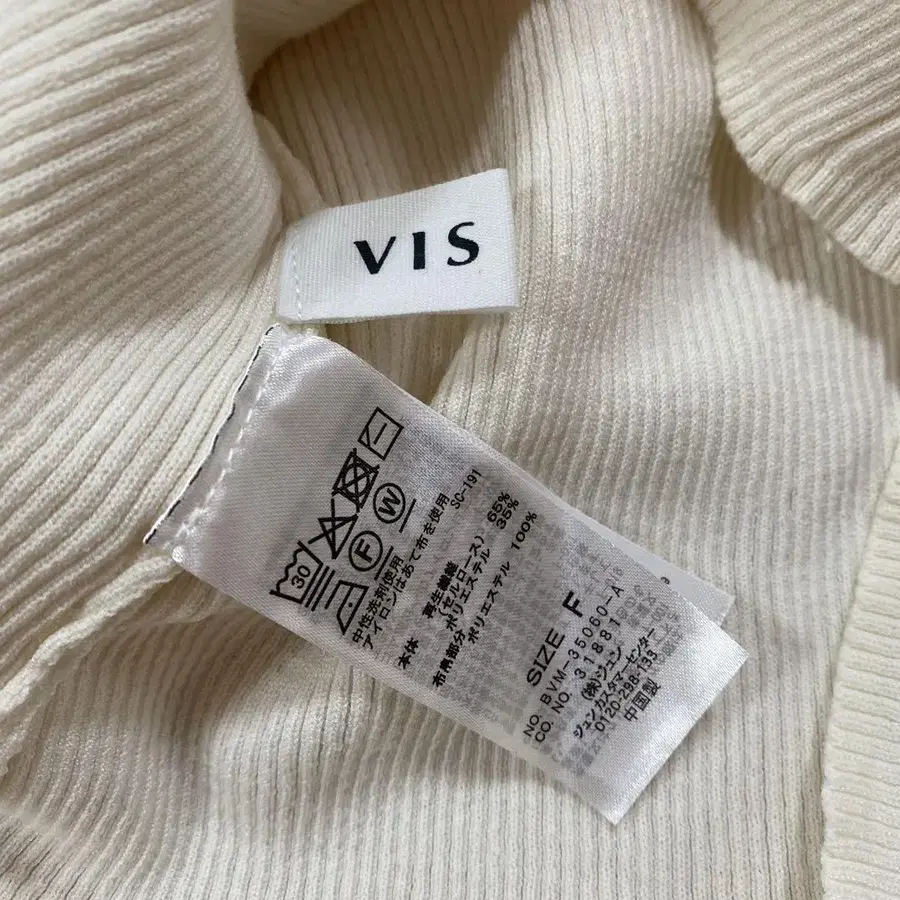 VIS
30
F W
中性洗剤使用
アイロンはあて布を使用
SC-191
本体 再生繊維
(セルロース) 65%
ポリエステル 35%
布帛部分
ポリエステル 100%
SIZE F
NO. BVM-35060-A
CO. NO. 31881
(株)ジュン
ジュンカスタマーセンター
0120-298-133
中国製